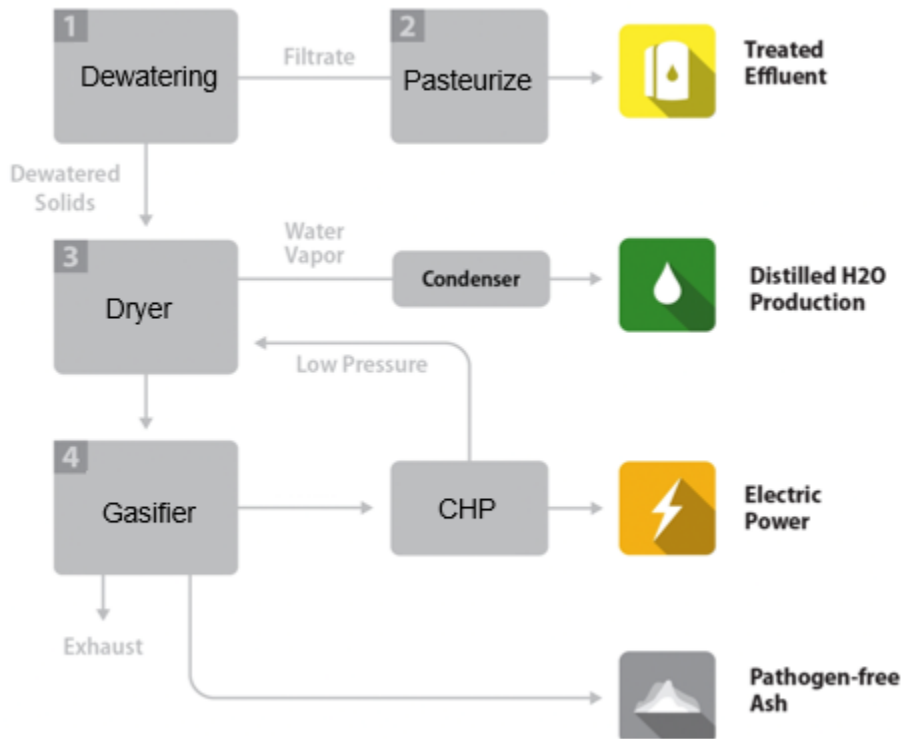 1
Dewatering
Filtrate
2
Pasteurize
Treated
Effluent
Dewatered
Solids
3
Dryer
Water
Vapor
Condenser
Distilled H2O
Production
Low Pressure
4
Gasifier
CHP
Electric
Power
Exhaust
Pathogen-free
Ash